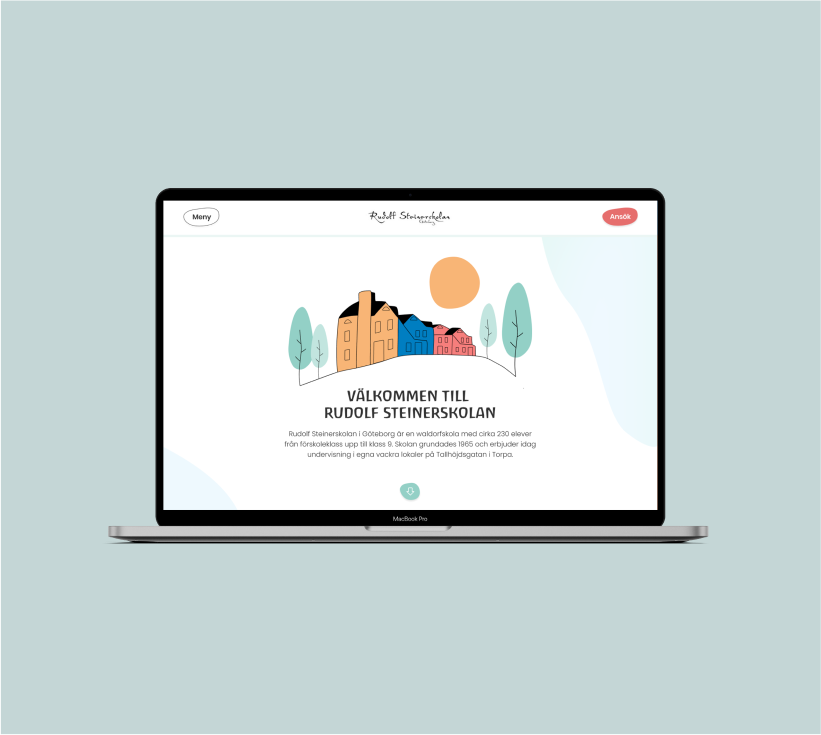 Meny
Rudolf Steinerskolan
Göteborg
Ansök
VÄLKOMMEN TILL
RUDOLF STEINERSKOLAN
Rudolf Steinerskolan i Göteborg är en waldorfskola med cirka 230 elever
från förskoleklass upp till klass 9. Skolan grundades 1965 och erbjuder idag
undervisning i egna vackra lokaler på Tallhöjdsgatan i Torpa.
MacBook Pro